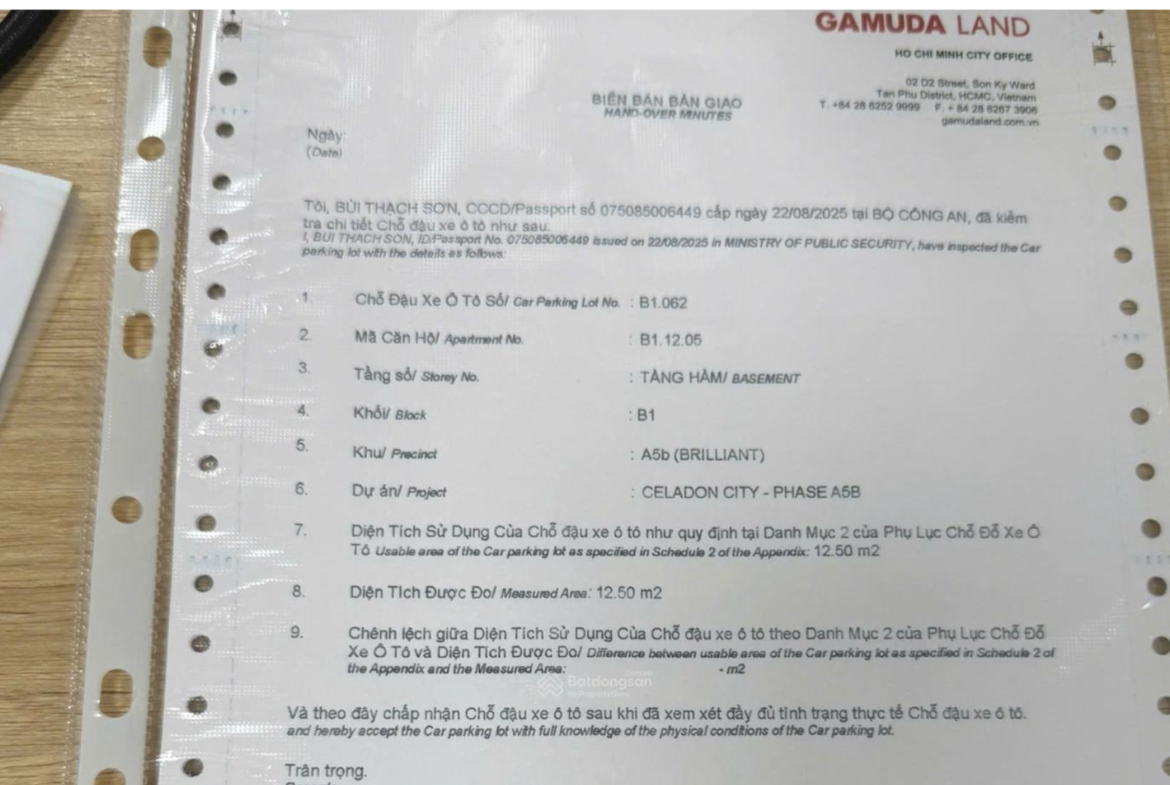 GAMUDA LAND
HO CHI MINH CITY OFFICE
02 D2 Street, Son Ky Ward
Tan Phu District, HCMC, Vietnam
T. +84 28 6252 9999 F. + 84 28 6267 3906
gamudaland.com.vn
BIÊN BẢN BÀN GIAO
HAND-OVER MINUTES
Ngày:
(Date)
Tôi, BÙI THẠCH SƠN, CCCD/Passport số 075085006449 cấp ngày 22/08/2025 tại BỘ CÔNG AN, đã kiểm
tra chi tiết Chỗ đậu xe ô tô như sau:
I, BUI THACH SON, ID/Passport No. 075085006449 issued on 22/08/2025 in MINISTRY OF PUBLIC SECURITY, have inspected the Car
parking lot with the details as follows:
1. Chỗ Đậu Xe Ô Tô Số/ Car Parking Lot No. : B1.062
2. Mã Căn Hộ/ Apartment No. : B1.12.05
3. Tầng số/ Storey No. : TẦNG HẦM/ BASEMENT
4. Khối/ Block : B1
5. Khu/ Precinct : A5b (BRILLIANT)
6. Dự án/ Project : CELADON CITY - PHASE A5B
7. Diện Tích Sử Dụng Của Chỗ đậu xe ô tô như quy định tại Danh Mục 2 của Phụ Lục Chỗ Đỗ Xe Ô
Tô Usable area of the Car parking lot as specified in Schedule 2 of the Appendix: 12.50 m2
8. Diện Tích Được Đo/ Measured Area: 12.50 m2
9. Chênh lệch giữa Diện Tích Sử Dụng Của Chỗ đậu xe ô tô theo Danh Mục 2 của Phụ Lục Chỗ Đỗ
Xe Ô Tô và Diện Tích Được Đo/ Difference between usable area of the Car parking lot as specified in Schedule 2 of
the Appendix and the Measured Area: - m2
Batdongsan
by PropertyGuru
Và theo đây chấp nhận Chỗ đậu xe ô tô sau khi đã xem xét đầy đủ tình trạng thực tế Chỗ đậu xe ô tô.
and hereby accept the Car parking lot with full knowledge of the physical conditions of the Car parking lot.
Trân trọng.